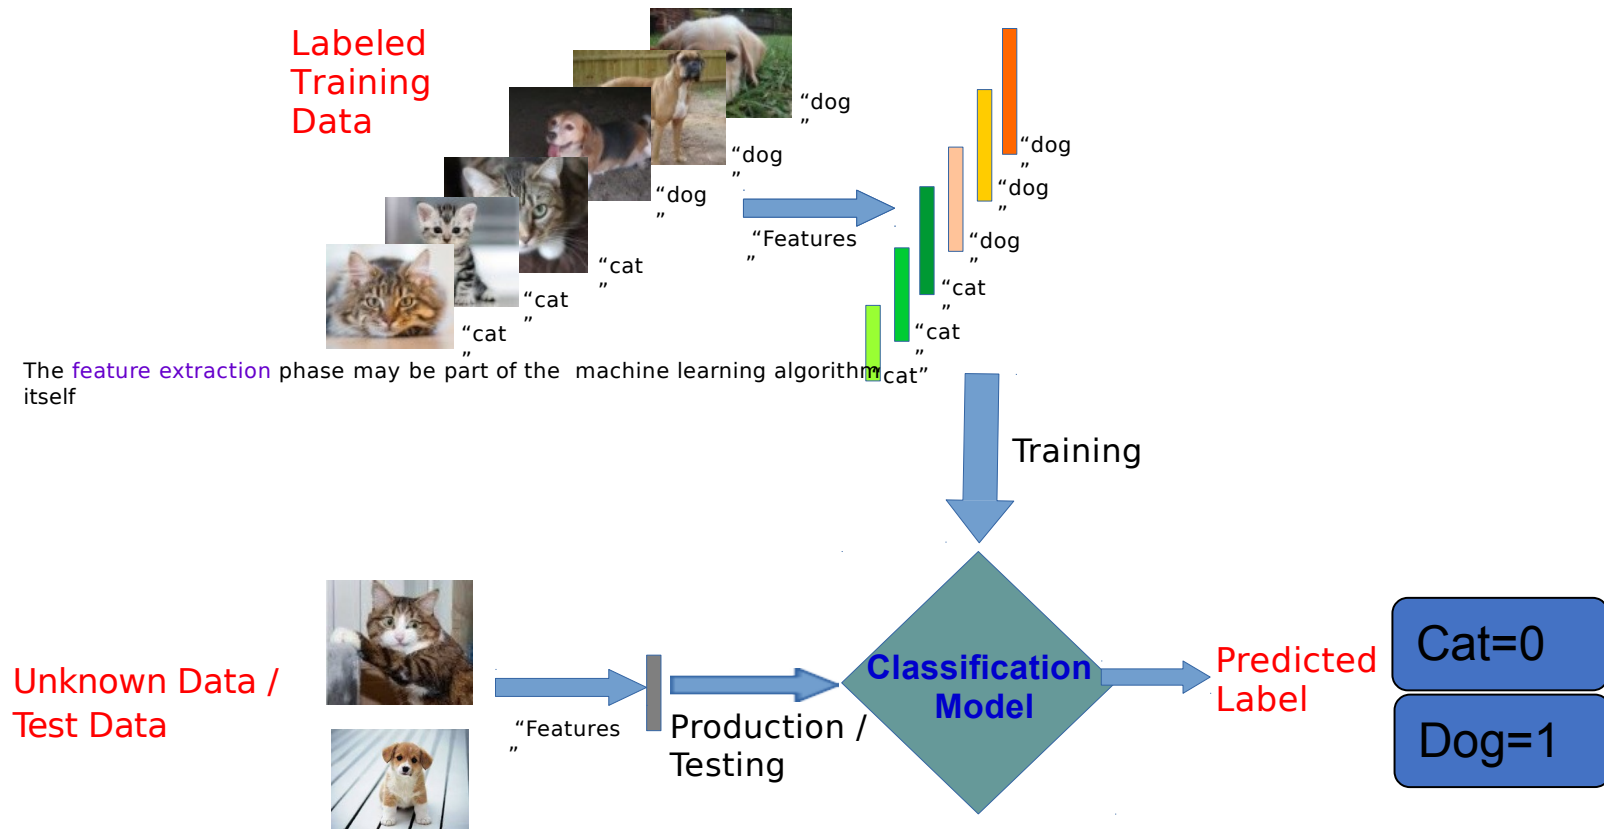 Labeled
Training
Data
“dog
”
“dog
”
“dog
”
“cat
”
“cat
”
“cat
”
“Features
”
“dog
”
“dog
”
“dog
”
“cat
”
“cat
”
“cat”
The feature extraction phase may be part of the machine learning algorithm
itself
Training
Unknown Data /
Test Data
“Features
”
Production /
Testing
Classification
Model
Predicted
Label
Cat=0
Dog=1